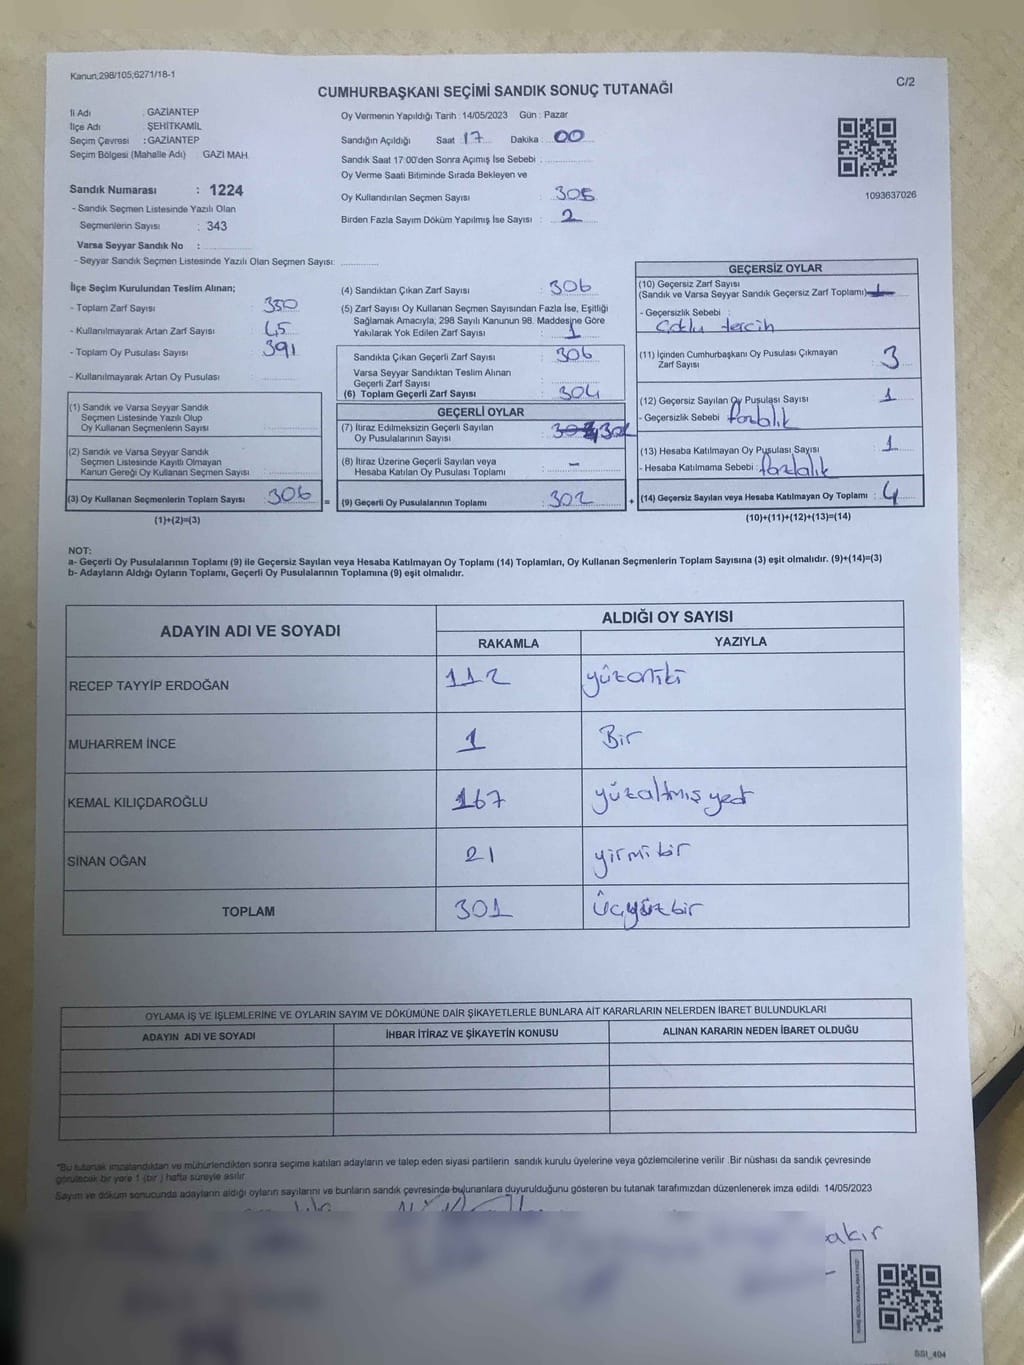 Kanun,298/105,6271/18-1
C/2
CUMHURBAŞKANI SEÇİMİ SANDIK SONUÇ TUTANAĞI
İl Adı : GAZİANTEP
İlçe Adı : ŞEHİTKAMİL
Seçim Çevresi : GAZİANTEP
Seçim Bölgesi (Mahalle Adı) GAZİ MAH.
Sandık Numarası : 1224
- Sandık Seçmen Listesinde Yazılı Olan
Seçmenlerin Sayısı : 343
Varsa Seyyar Sandık No :
- Seyyar Sandık Seçmen Listesinde Yazılı Olan Seçmen Sayısı:
Oy Vermenin Yapıldığı Tarih : 14/05/2023 Gün : Pazar
Sandığın Açıldığı Saat : 17 Dakika : 00
Sandık Saat 17:00'den Sonra Açımış İse Sebebi :
Oy Verme Saati Bitiminde Sırada Bekleyen ve
Oy Kullandırılan Seçmen Sayısı : 305
Birden Fazla Sayım Döküm Yapılmış İse Sayısı : 2
1093637026
İlçe Seçim Kurulundan Teslim Alınan;
- Toplam Zarf Sayısı : 350
- Kullanılmayarak Artan Zarf Sayısı : 45
- Toplam Oy Pusulası Sayısı : 391
- Kullanılmayarak Artan Oy Pusulası :
(1) Sandık ve Varsa Seyyar Sandık
Seçmen Listesinde Yazılı Olup
Oy Kullanan Seçmenlerin Sayısı :
(2) Sandık ve Varsa Seyyar Sandık
Seçmen Listesinde Kayıtlı Olmayan
Kanun Gereği Oy Kullanan Seçmen Sayısı :
(3) Oy Kullanan Seçmenlerin Toplam Sayısı : 306
(1)+(2)=(3)
(4) Sandıktan Çıkan Zarf Sayısı : 306
(5) Zarf Sayısı Oy Kullanan Seçmen Sayısından Fazla İse, Eşitliği
Sağlamak Amacıyla, 298 Sayılı Kanunun 98. Maddesine Göre
Yakılarak Yok Edilen Zarf Sayısı : 1
Sandıkta Çıkan Geçerli Zarf Sayısı : 306
Varsa Seyyar Sandıktan Teslim Alınan
Geçerli Zarf Sayısı :
(6) Toplam Geçerli Zarf Sayısı : 304
GEÇERLİ OYLAR
(7) İtiraz Edilmeksizin Geçerli Sayılan
Oy Pusulalarının Sayısı : 301
(8) İtiraz Üzerine Geçerli Sayılan veya
Hesaba Katılan Oy Pusulası Toplamı : -
= (9) Geçerli Oy Pusulalarının Toplamı : 302
GEÇERSİZ OYLAR
(10) Geçersiz Zarf Sayısı
(Sandık ve Varsa Seyyar Sandık Geçersiz Zarf Toplamı) : 1
- Geçersizlik Sebebi :
Çoklu tercih
(11) İçinden Cumhurbaşkanı Oy Pusulası Çıkmayan
Zarf Sayısı : 3
(12) Geçersiz Sayılan Oy Pusulası Sayısı : 1
- Geçersizlik Sebebi : fazlalık
(13) Hesaba Katılmayan Oy Pusulası Sayısı : 1
- Hesaba Katılmama Sebebi : fazlalık
+ (14) Geçersiz Sayılan veya Hesaba Katılmayan Oy Toplamı : 4
(10)+(11)+(12)+(13)=(14)
NOT:
a- Geçerli Oy Pusulalarının Toplamı (9) ile Geçersiz Sayılan veya Hesaba Katılmayan Oy Toplamı (14) Toplamları, Oy Kullanan Seçmenlerin Toplam Sayısına (3) eşit olmalıdır. (9)+(14)=(3)
b- Adayların Aldığı Oyların Toplamı, Geçerli Oy Pusulalarının Toplamına (9) eşit olmalıdır.
ADAYIN ADI VE SOYADI
ALDIĞI OY SAYISI
RAKAMLA YAZIYLA
RECEP TAYYİP ERDOĞAN 112 yüzoniki
MUHARREM İNCE 1 Bir
KEMAL KILIÇDAROĞLU 167 yüzaltmış yedi
SİNAN OĞAN 21 yirmibir
TOPLAM 301 Üçyüzbir
OYLAMA İŞ VE İŞLEMLERİNE VE OYLARIN SAYIM VE DÖKÜMÜNE DAİR ŞİKAYETLERLE BUNLARA AİT KARARLARIN NELERDEN İBARET BULUNDUKLARI
ADAYIN ADI VE SOYADI İHBAR İTİRAZ VE ŞİKAYETİN KONUSU ALINAN KARARIN NEDEN İBARET OLDUĞU
*Bu tutanak imzalandıktan ve mühürlendikten sonra seçime katılan adayların ve talep eden siyasi partilerin sandık kurulu üyelerine veya gözlemcilerine verilir .Bir nüshası da sandık çevresinde
görülecek bir yere 1 (bir ) hafta süreyle asılır.
Sayım ve döküm sonucunda adayların aldığı oyların sayılarını ve bunların sandık çevresinde bulunanlara duyurulduğunu gösteren bu tutanak tarafımızdan düzenlenerek imza edildi. 14/05/2023
akır
SSI_404